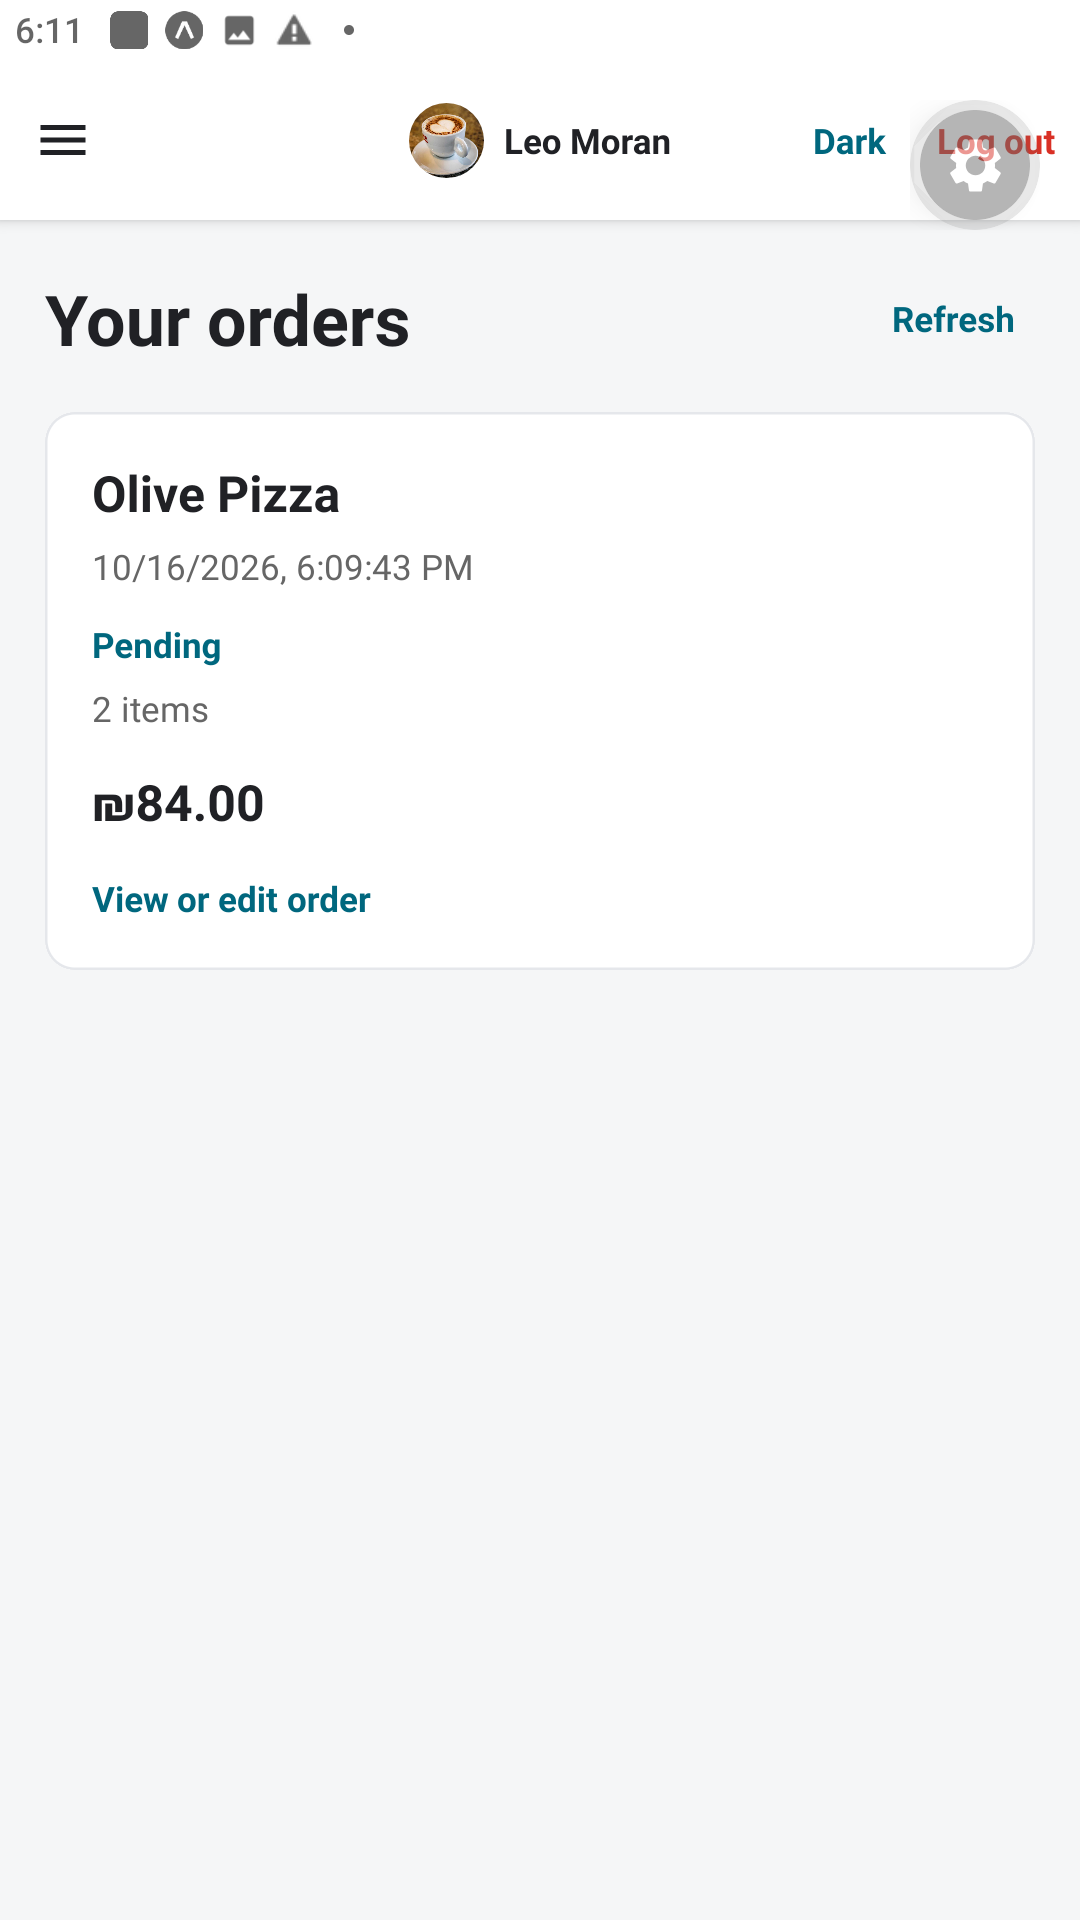 6:11
Leo Moran
Dark
Log out
Your orders
Refresh
Olive Pizza
10/16/2026, 6:09:43 PM
Pending
2 items
₪84.00
View or edit order